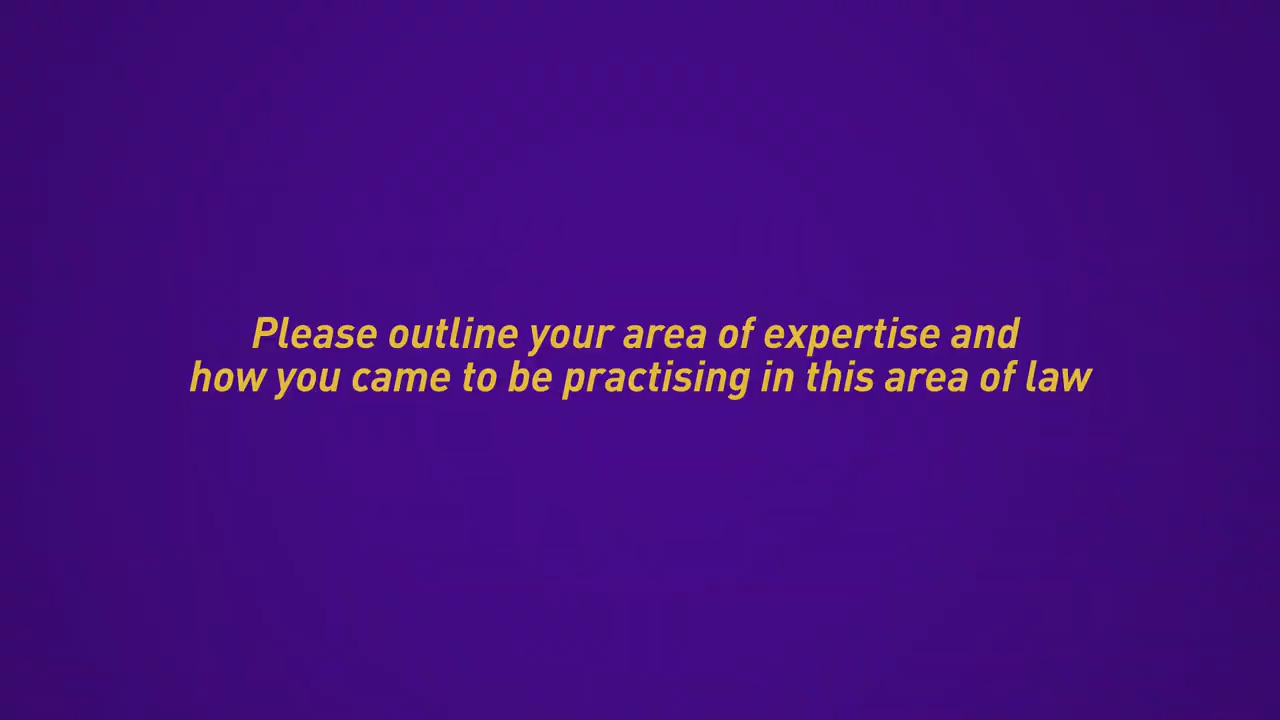 Please outline your area of expertise and
how you came to be practising in this area of law